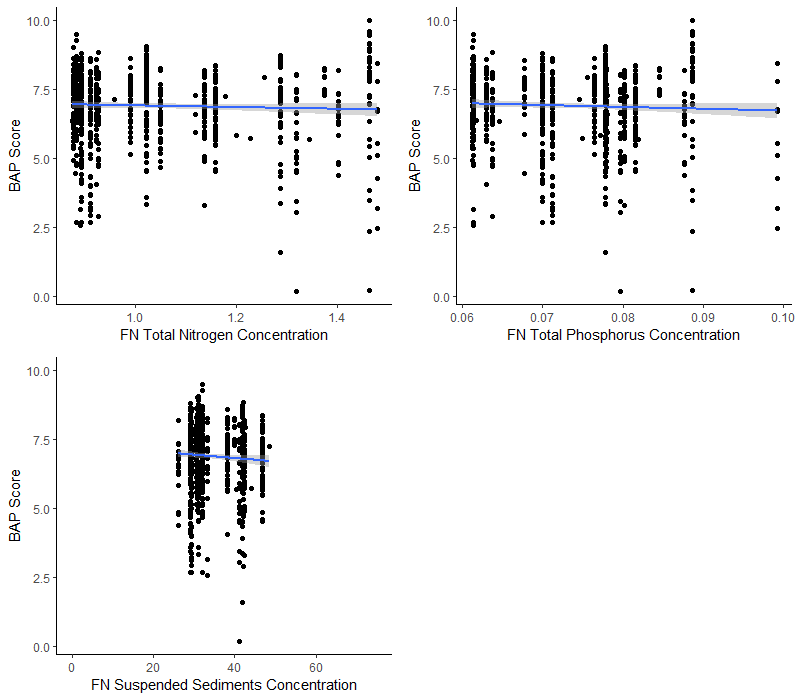 10.0
7.5
5.0
2.5
0.0
BAP Score
1.0 1.2 1.4
FN Total Nitrogen Concentration
10.0
7.5
5.0
2.5
0.0
BAP Score
0.06 0.07 0.08 0.09 0.10
FN Total Phosphorus Concentration
10.0
7.5
5.0
2.5
0.0
BAP Score
0 20 40 60
FN Suspended Sediments Concentration